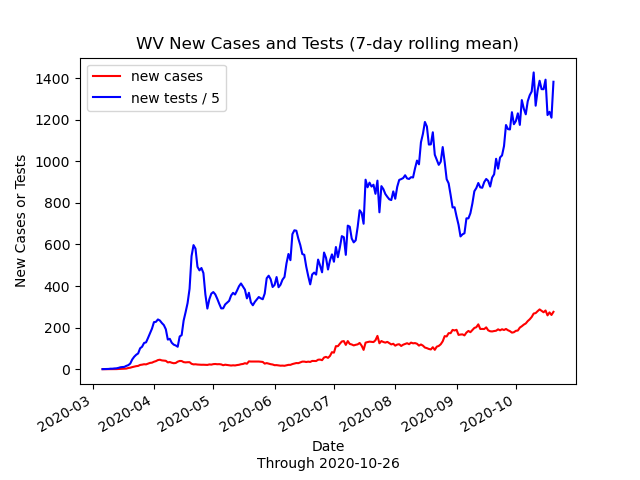 WV New Cases and Tests (7-day rolling mean)
new cases
new tests / 5
1400
1200
1000
800
600
400
200
0
New Cases or Tests
2020-03
2020-04
2020-05
2020-06
2020-07
2020-08
2020-09
2020-10
Date
Through 2020-10-26